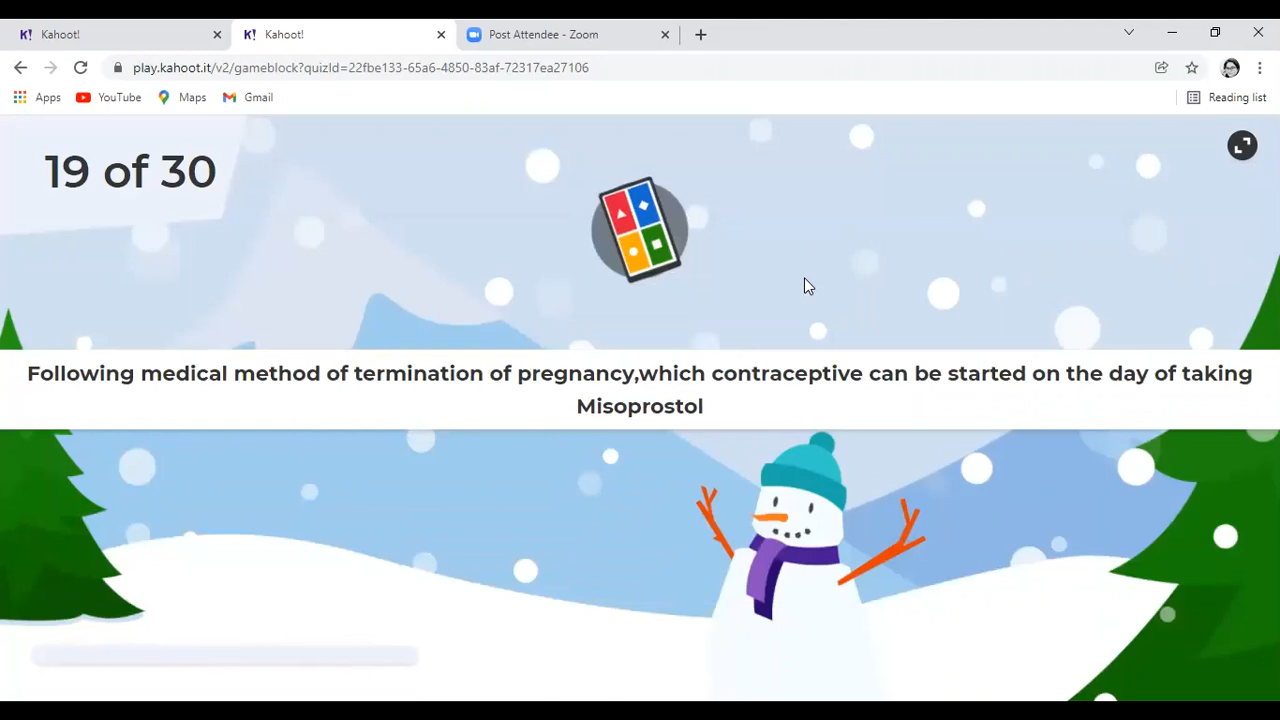 K! Kahoot!
K! Kahoot!
Post Attendee - Zoom
play.kahoot.it/v2/gameblock?quizId=22fbe133-65a6-4850-83af-72317ea27106
Apps YouTube Maps Gmail Reading list
19 of 30
Following medical method of termination of pregnancy,which contraceptive can be started on the day of taking
Misoprostol